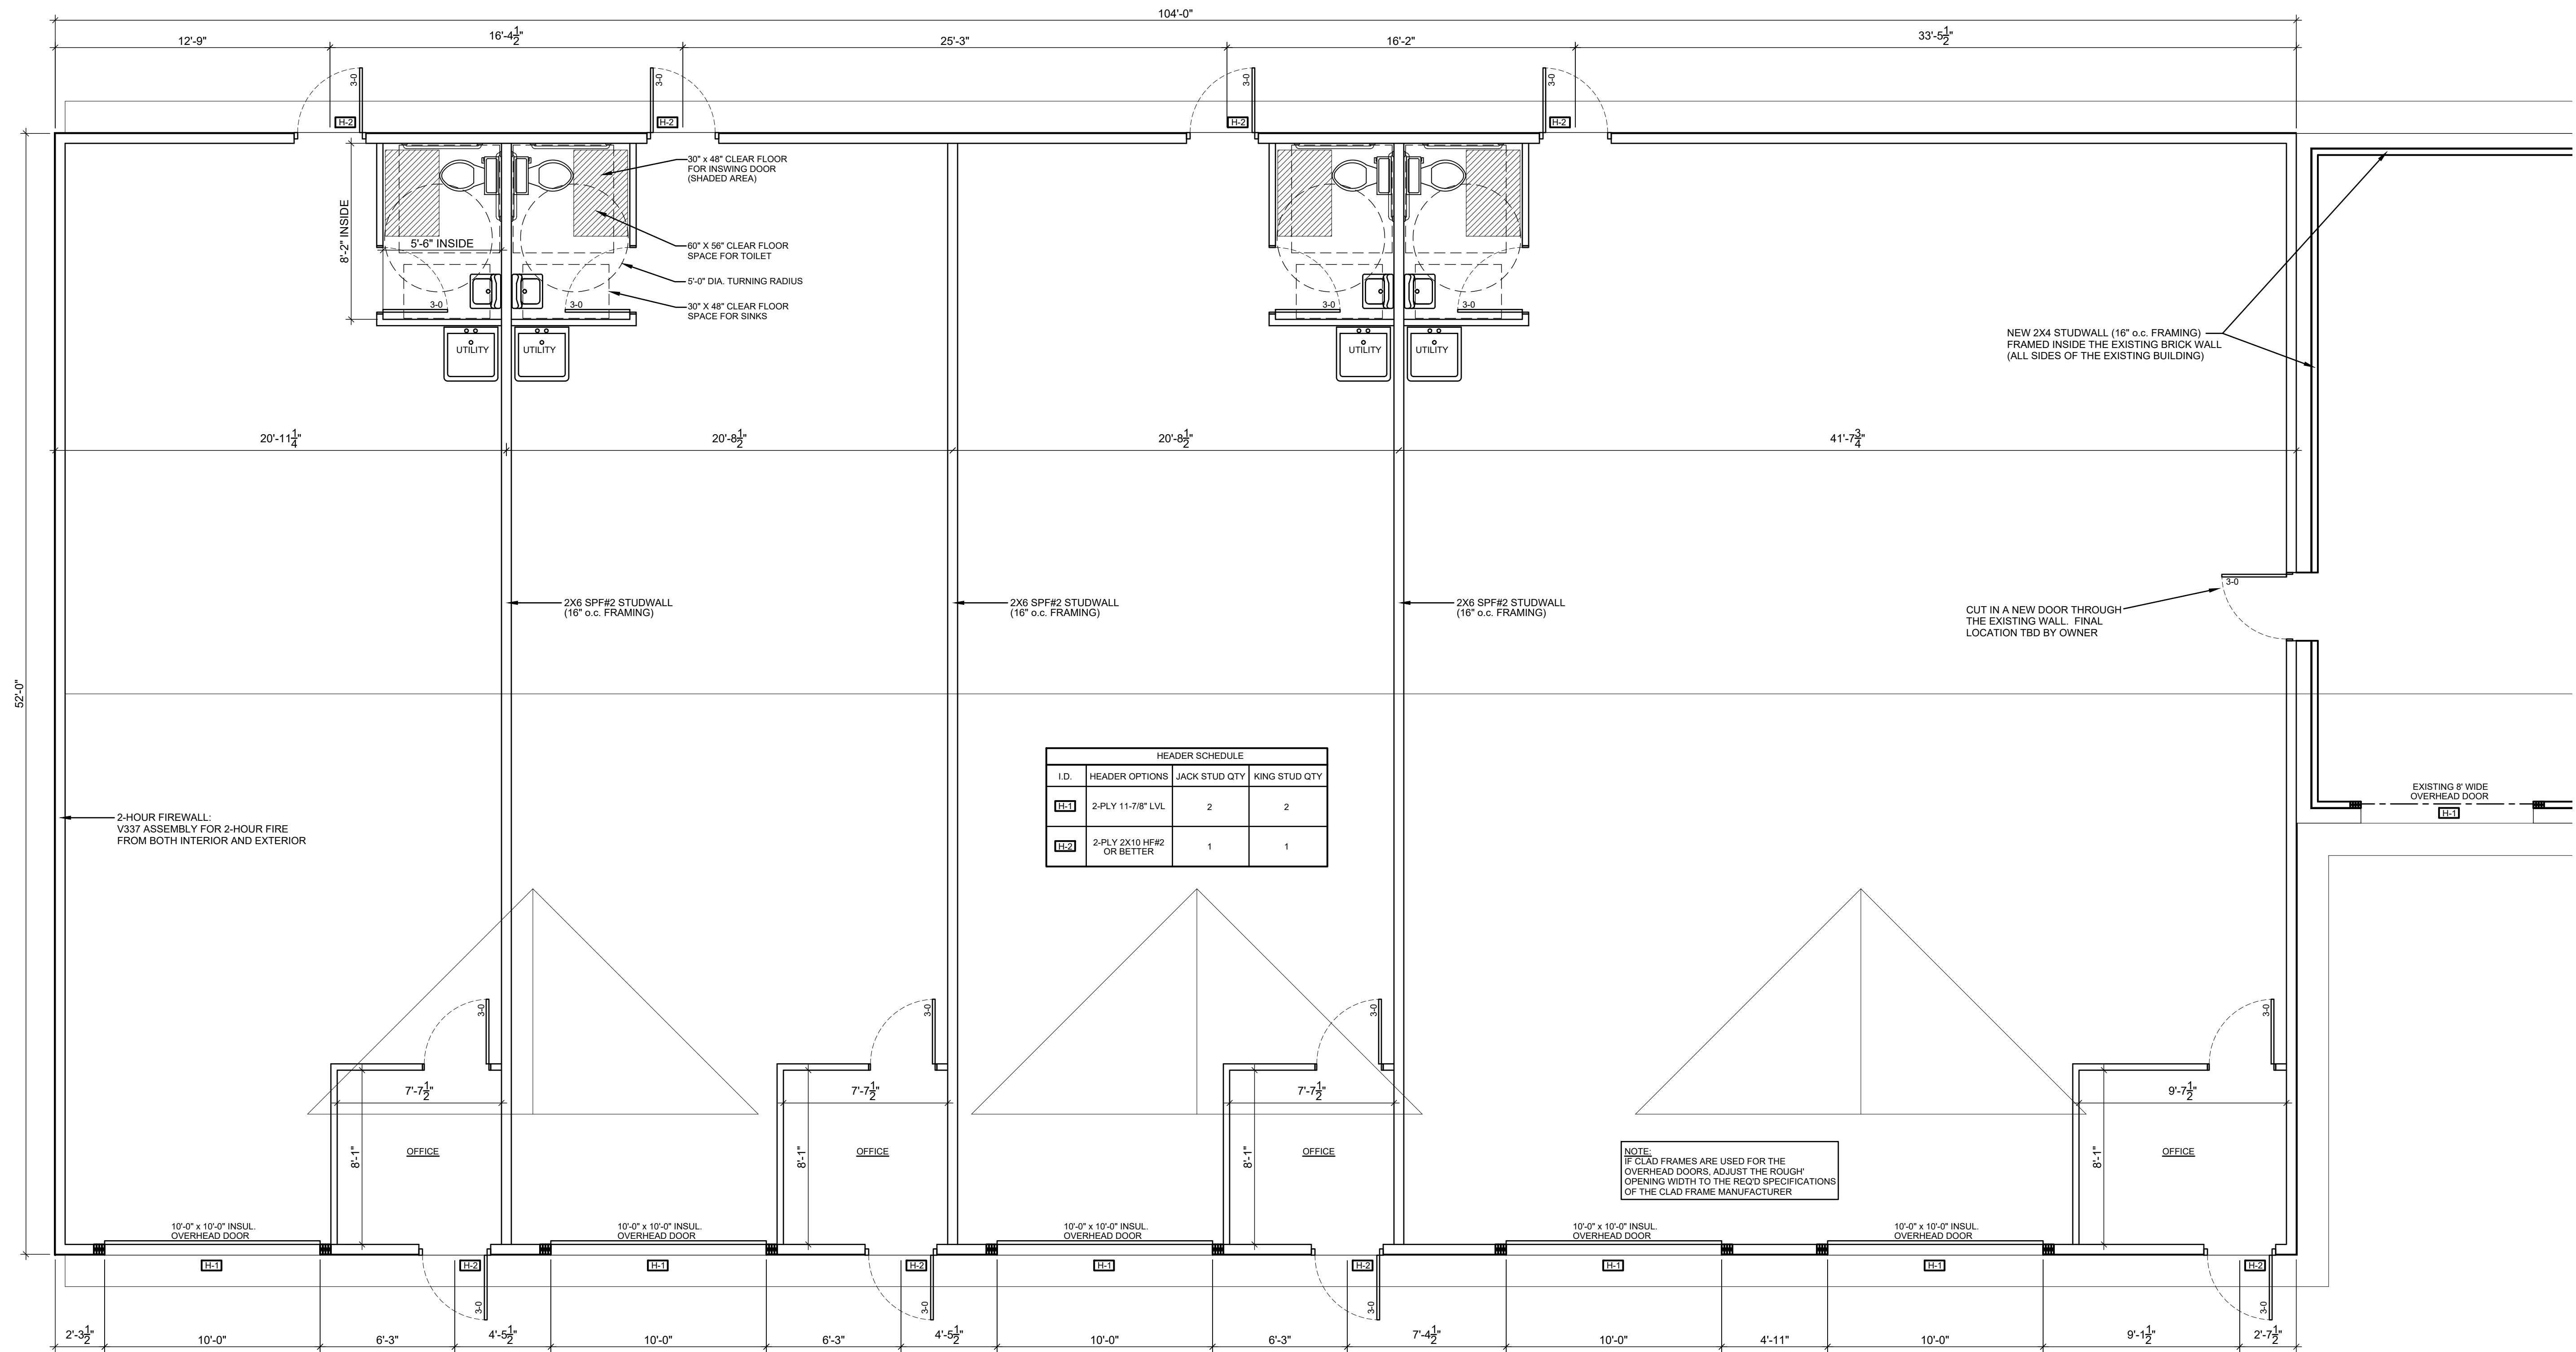 104'-0"
12'-9"
16'-4 1/2"
25'-3"
16'-2"
33'-5 1/2"
3-0
3-0
3-0
3-0
H-2
H-2
H-2
H-2
30" x 48" CLEAR FLOOR
FOR INSWING DOOR
(SHADED AREA)
8'-2" INSIDE
5'-6" INSIDE
60" X 56" CLEAR FLOOR
SPACE FOR TOILET
5'-0" DIA. TURNING RADIUS
30" X 48" CLEAR FLOOR
SPACE FOR SINKS
3-0
3-0
3-0
3-0
UTILITY
UTILITY
UTILITY
UTILITY
NEW 2X4 STUDWALL (16" o.c. FRAMING)
FRAMED INSIDE THE EXISTING BRICK WALL
(ALL SIDES OF THE EXISTING BUILDING)
20'-11 1/4"
20'-8 1/2"
20'-8 1/2"
41'-7 3/4"
3-0
2X6 SPF#2 STUDWALL
(16" o.c. FRAMING)
2X6 SPF#2 STUDWALL
(16" o.c. FRAMING)
2X6 SPF#2 STUDWALL
(16" o.c. FRAMING)
CUT IN A NEW DOOR THROUGH
THE EXISTING WALL.  FINAL
LOCATION TBD BY OWNER
52'-0"
HEADER SCHEDULE
I.D. HEADER OPTIONS JACK STUD QTY KING STUD QTY
H-1 2-PLY 11-7/8" LVL 2 2
H-2 2-PLY 2X10 HF#2
OR BETTER 1 1
EXISTING 8' WIDE
OVERHEAD DOOR
H-1
2-HOUR FIREWALL:
V337 ASSEMBLY FOR 2-HOUR FIRE
FROM BOTH INTERIOR AND EXTERIOR
3-0
3-0
3-0
3-0
7'-7 1/2"
7'-7 1/2"
7'-7 1/2"
9'-7 1/2"
8'-1"
OFFICE
8'-1"
OFFICE
8'-1"
OFFICE
8'-1"
OFFICE
NOTE:
IF CLAD FRAMES ARE USED FOR THE
OVERHEAD DOORS, ADJUST THE ROUGH'
OPENING WIDTH TO THE REQ'D SPECIFICATIONS
OF THE CLAD FRAME MANUFACTURER
10'-0" x 10'-0" INSUL.
OVERHEAD DOOR
10'-0" x 10'-0" INSUL.
OVERHEAD DOOR
10'-0" x 10'-0" INSUL.
OVERHEAD DOOR
10'-0" x 10'-0" INSUL.
OVERHEAD DOOR
10'-0" x 10'-0" INSUL.
OVERHEAD DOOR
H-1
H-2
H-1
H-2
H-1
H-2
H-1
H-1
H-2
3-0
3-0
3-0
3-0
2'-3 1/2"
10'-0"
6'-3"
4'-5 1/2"
10'-0"
6'-3"
4'-5 1/2"
10'-0"
6'-3"
7'-4 1/2"
10'-0"
4'-11"
10'-0"
9'-1 1/2"
2'-7 1/2"